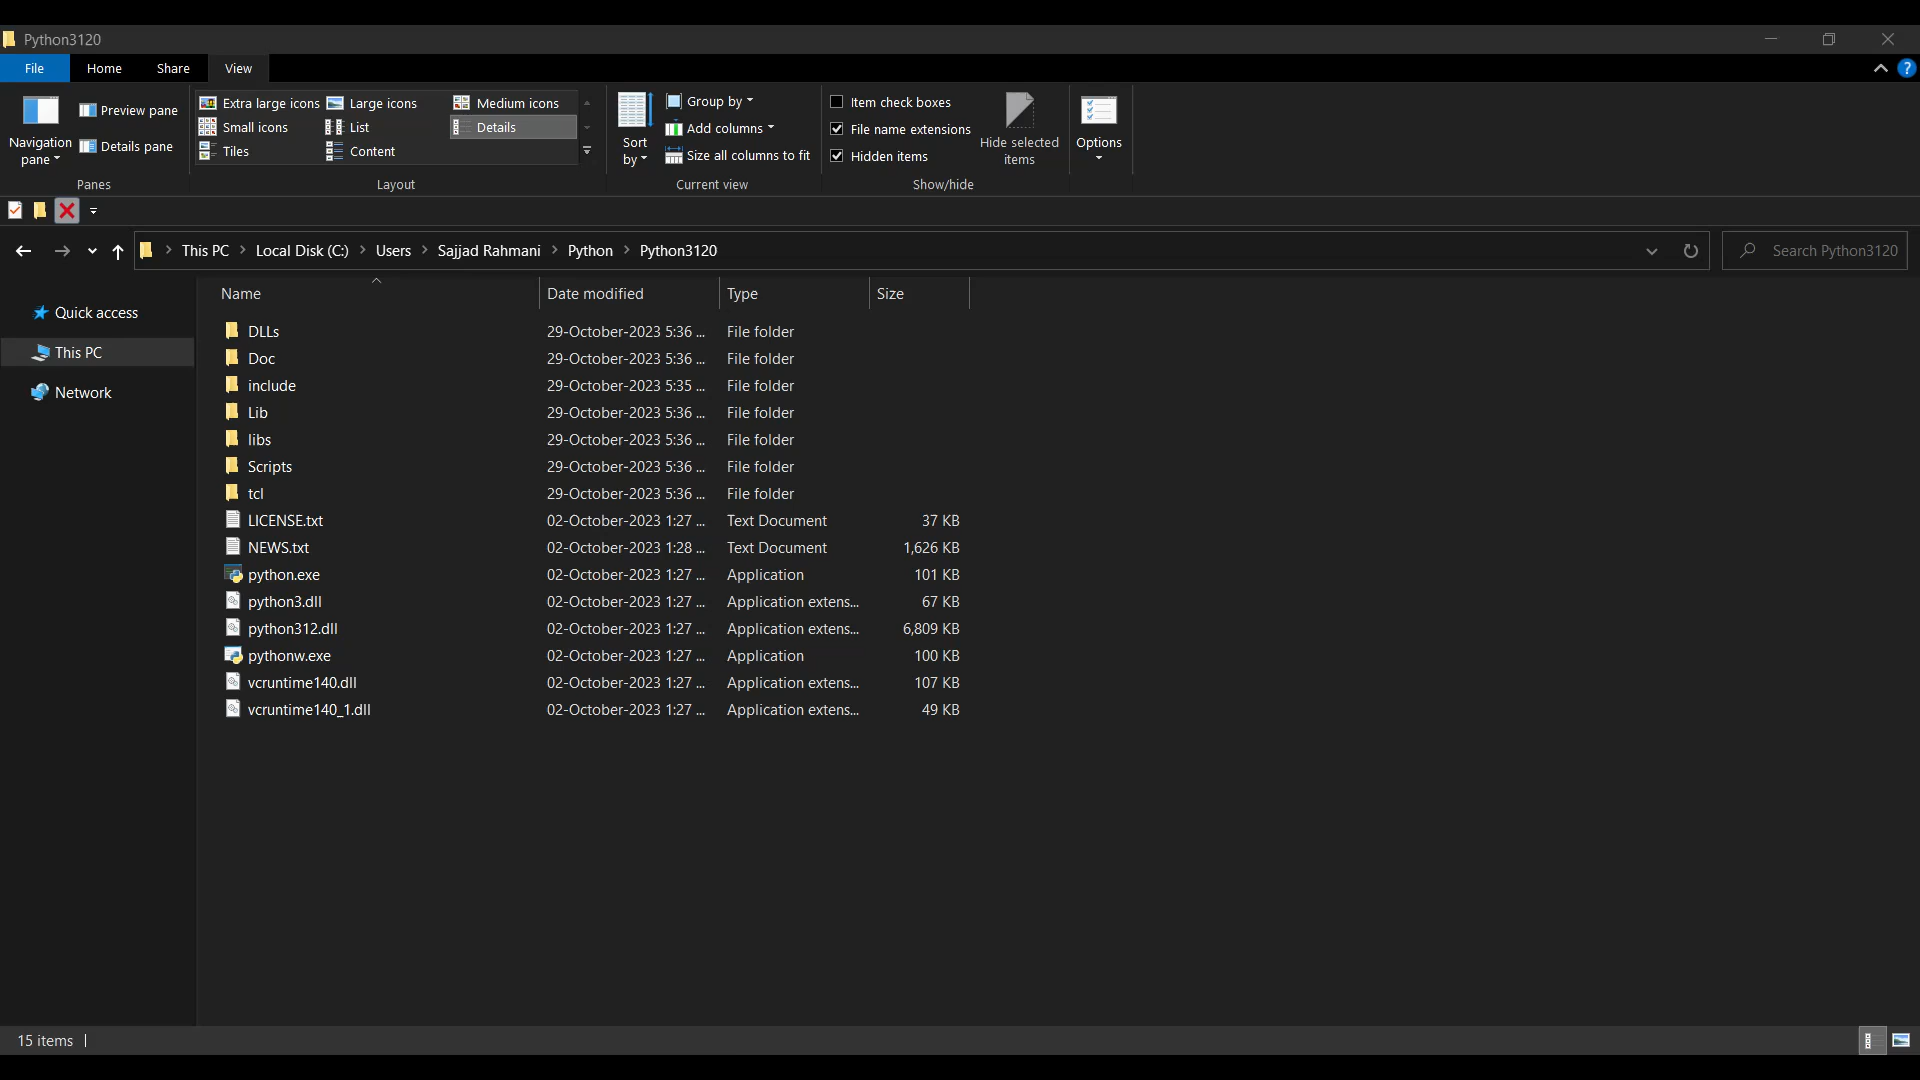 Python3120
File Home Share View
Navigation pane
Preview pane
Details pane
Panes
Extra large icons Large icons Medium icons
Small icons List Details
Tiles Content
Layout
Sort by
Group by
Add columns
Size all columns to fit
Current view
Item check boxes
File name extensions
Hidden items
Hide selected items
Show/hide
Options
This PC Local Disk (C:) Users Sajjad Rahmani Python Python3120
Search Python3120
Quick access
This PC
Network
Name Date modified Type Size
DLLs 29-October-2023 5:36 ... File folder
Doc 29-October-2023 5:36 ... File folder
include 29-October-2023 5:35 ... File folder
Lib 29-October-2023 5:36 ... File folder
libs 29-October-2023 5:36 ... File folder
Scripts 29-October-2023 5:36 ... File folder
tcl 29-October-2023 5:36 ... File folder
LICENSE.txt 02-October-2023 1:27 ... Text Document 37 KB
NEWS.txt 02-October-2023 1:28 ... Text Document 1,626 KB
python.exe 02-October-2023 1:27 ... Application 101 KB
python3.dll 02-October-2023 1:27 ... Application extens... 67 KB
python312.dll 02-October-2023 1:27 ... Application extens... 6,809 KB
pythonw.exe 02-October-2023 1:27 ... Application 100 KB
vcruntime140.dll 02-October-2023 1:27 ... Application extens... 107 KB
vcruntime140_1.dll 02-October-2023 1:27 ... Application extens... 49 KB
15 items